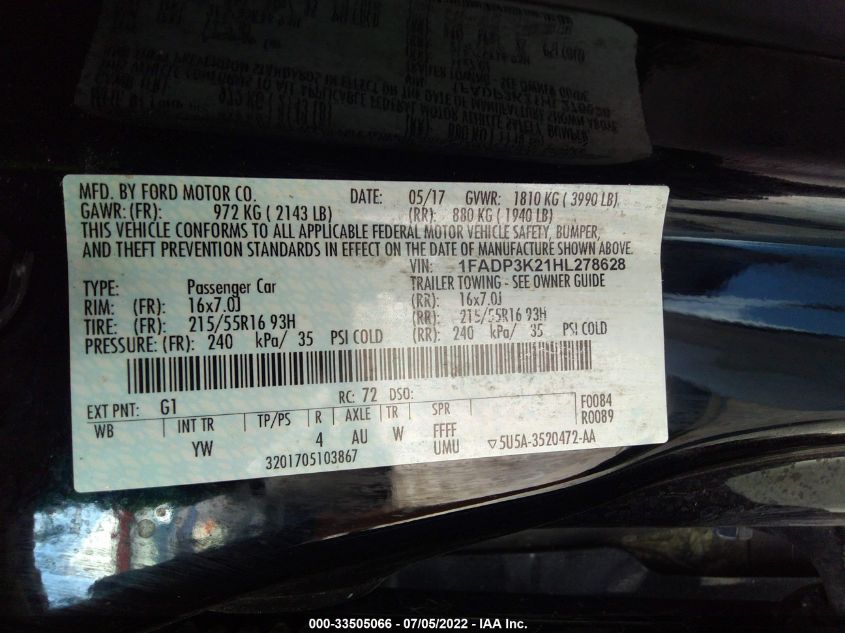 MFD. BY FORD MOTOR CO. DATE: 05/17 GVWR: 1810 KG ( 3990 LB)
GAWR: (FR): 972 KG ( 2143 LB) (RR): 880 KG ( 1940 LB)
THIS VEHICLE CONFORMS TO ALL APPLICABLE FEDERAL MOTOR VEHICLE SAFETY, BUMPER,
AND THEFT PREVENTION STANDARDS IN EFFECT ON THE DATE OF MANUFACTURE SHOWN ABOVE.
VIN: 1FADP3K21HL278628
TYPE: Passenger Car TRAILER TOWING - SEE OWNER GUIDE
RIM: (FR): 16x7.0J (RR): 16x7.0J
TIRE: (FR): 215/55R16 93H (RR): 215/55R16 93H
PRESSURE: (FR): 240 kPa/ 35 PSI COLD (RR): 240 kPa/ 35 PSI COLD
EXT PNT: G1 RC: 72 DSO: F0084
WB INT TR TP/PS R AXLE TR SPR R0089
YW 4 AU W FFFF
UMU ▽5U5A-3520472-AA
3201705103867
000-33505066 - 07/05/2022 - IAA Inc.